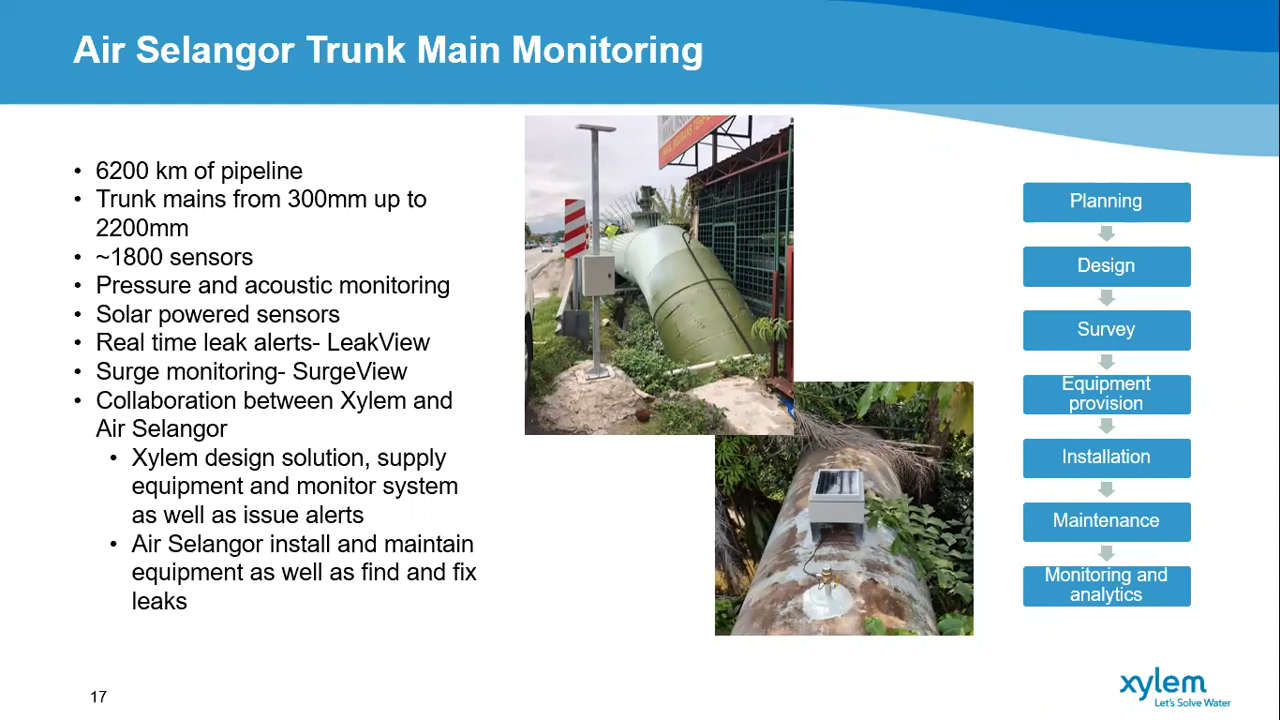 Air Selangor Trunk Main Monitoring
• 6200 km of pipeline
• Trunk mains from 300mm up to
2200mm
• ~1800 sensors
• Pressure and acoustic monitoring
• Solar powered sensors
• Real time leak alerts- LeakView
• Surge monitoring- SurgeView
• Collaboration between Xylem and
Air Selangor
• Xylem design solution, supply
equipment and monitor system
as well as issue alerts
• Air Selangor install and maintain
equipment as well as find and fix
leaks
Planning
Design
Survey
Equipment
provision
Installation
Maintenance
Monitoring and
analytics
17
xylem
Let's Solve Water